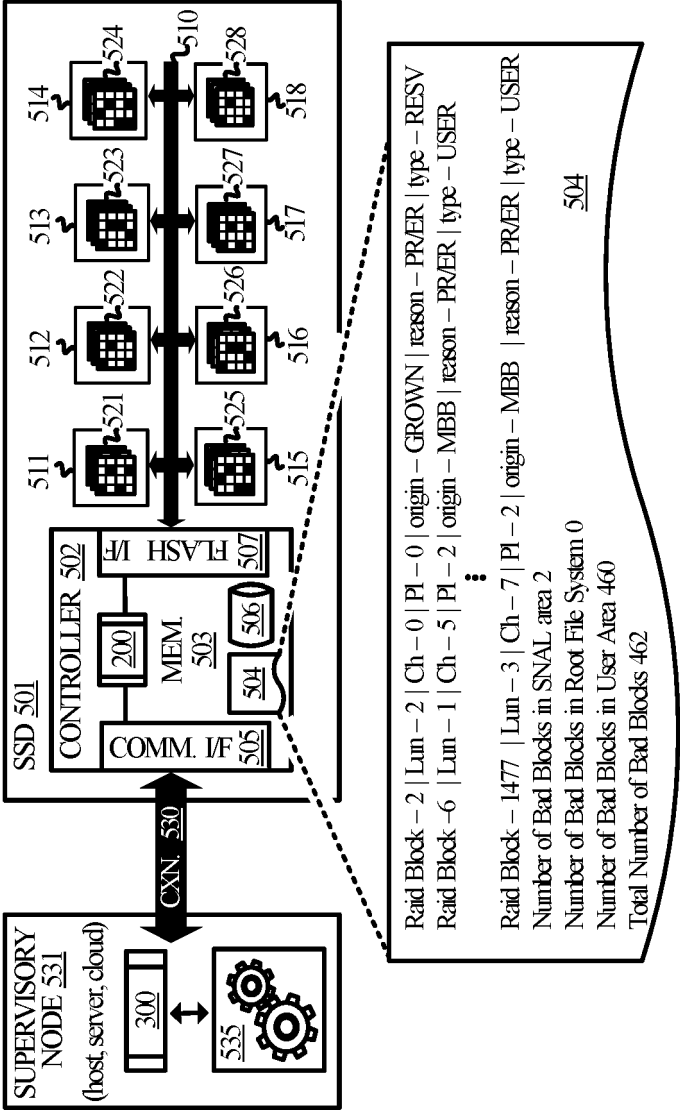 SUPERVISORY
NODE 531
(host, server, cloud)
300
535
CXN. 530
SSD 501
CONTROLLER 502
COMM. I/F
505
200
MEM.
503
504
506
FLASH I/F
507
510
511
521
512
522
513
523
514
524
515
525
516
526
517
527
518
528
Raid Block – 2 | Lun – 2 | Ch – 0 | Pl – 0 | origin – GROWN | reason – PR/ER | type – RESV
Raid Block –6 | Lun – 1 | Ch – 5 | Pl – 2 | origin – MBB | reason – PR/ER | type – USER
Raid Block – 1477 | Lun – 3 | Ch – 7 | Pl – 2 | origin – MBB | reason – PR/ER | type – USER
Number of Bad Blocks in SNAL area 2
Number of Bad Blocks in Root File System 0
Number of Bad Blocks in User Area 460
Total Number of Bad Blocks 462
504